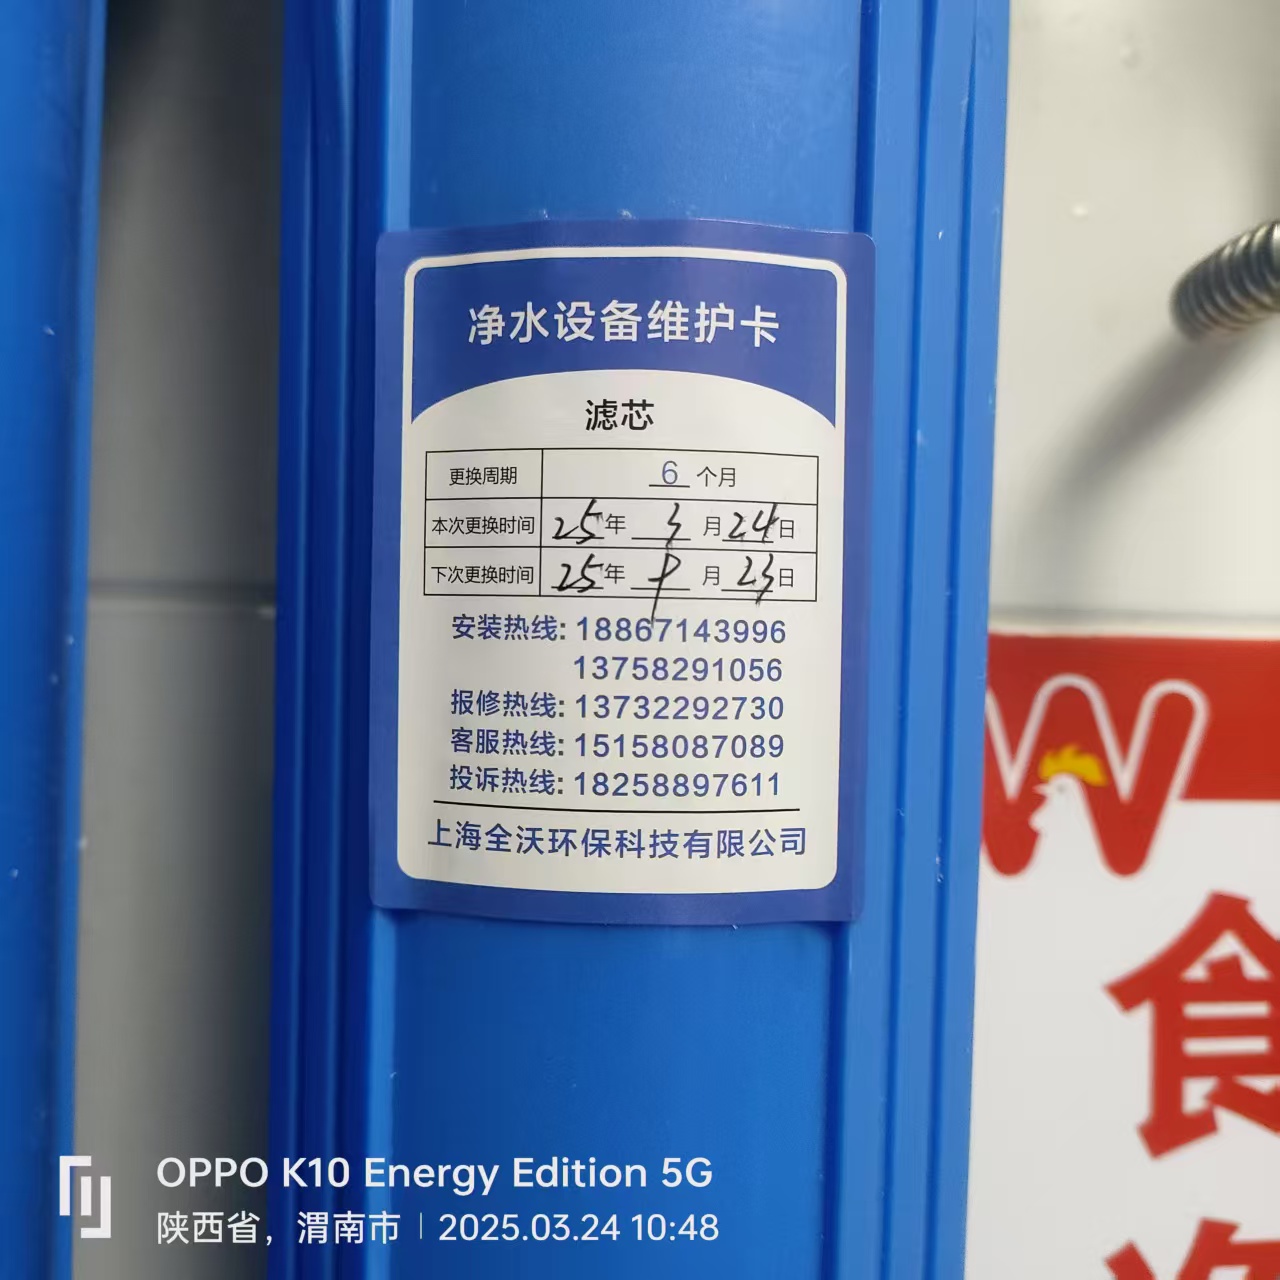 净水设备维护卡
滤芯
更换周期 6 个月
本次更换时间 25年 3月 24日
下次更换时间 25年 9月 23日
安装热线: 18867143996
13758291056
报修热线: 13732292730
客服热线: 15158087089
投诉热线: 18258897611
上海全沃环保科技有限公司
W
食
OPPO K10 Energy Edition 5G
陕西省，渭南市 | 2025.03.24 10:48